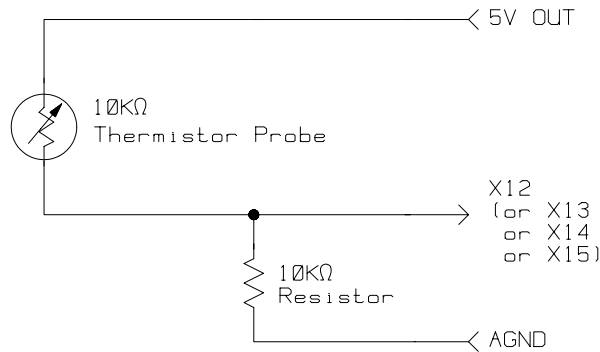 5V OUT
10KΩ
Thermistor Probe
X12
(or X13
or X14
or X15)
10KΩ
Resistor
AGND